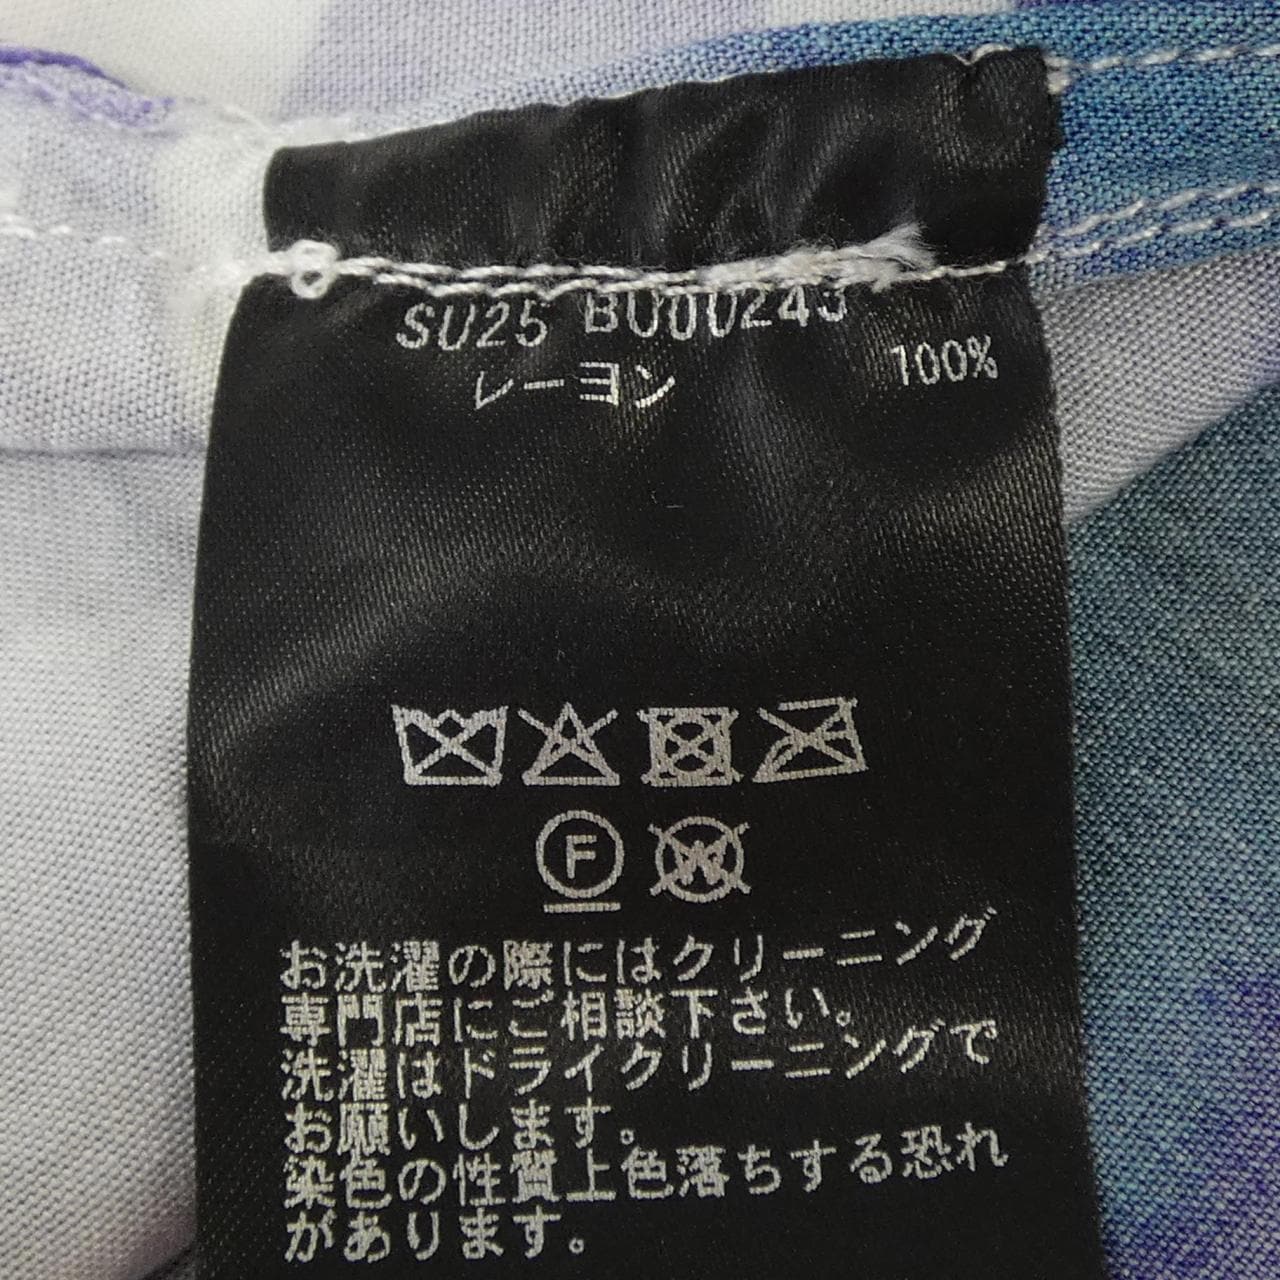 SU25 BU00243
レーヨン 100%
F W
お洗濯の際にはクリーニング
専門店にご相談下さい。
洗濯はドライクリーニングで
お願いします。
染色の性質上色落ちする恐れ
があります。